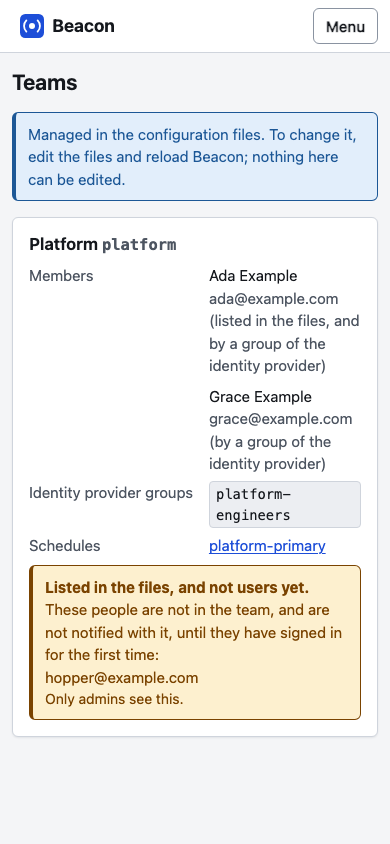 Beacon
Menu
Teams
Managed in the configuration files. To change it,
edit the files and reload Beacon; nothing here
can be edited.
Platform platform
Members
Ada Example
ada@example.com
(listed in the files, and
by a group of the
identity provider)
Grace Example
grace@example.com
(by a group of the
identity provider)
Identity provider groups
platform-
engineers
Schedules
platform-primary
Listed in the files, and not users yet.
These people are not in the team, and are
not notified with it, until they have signed in
for the first time:
hopper@example.com
Only admins see this.